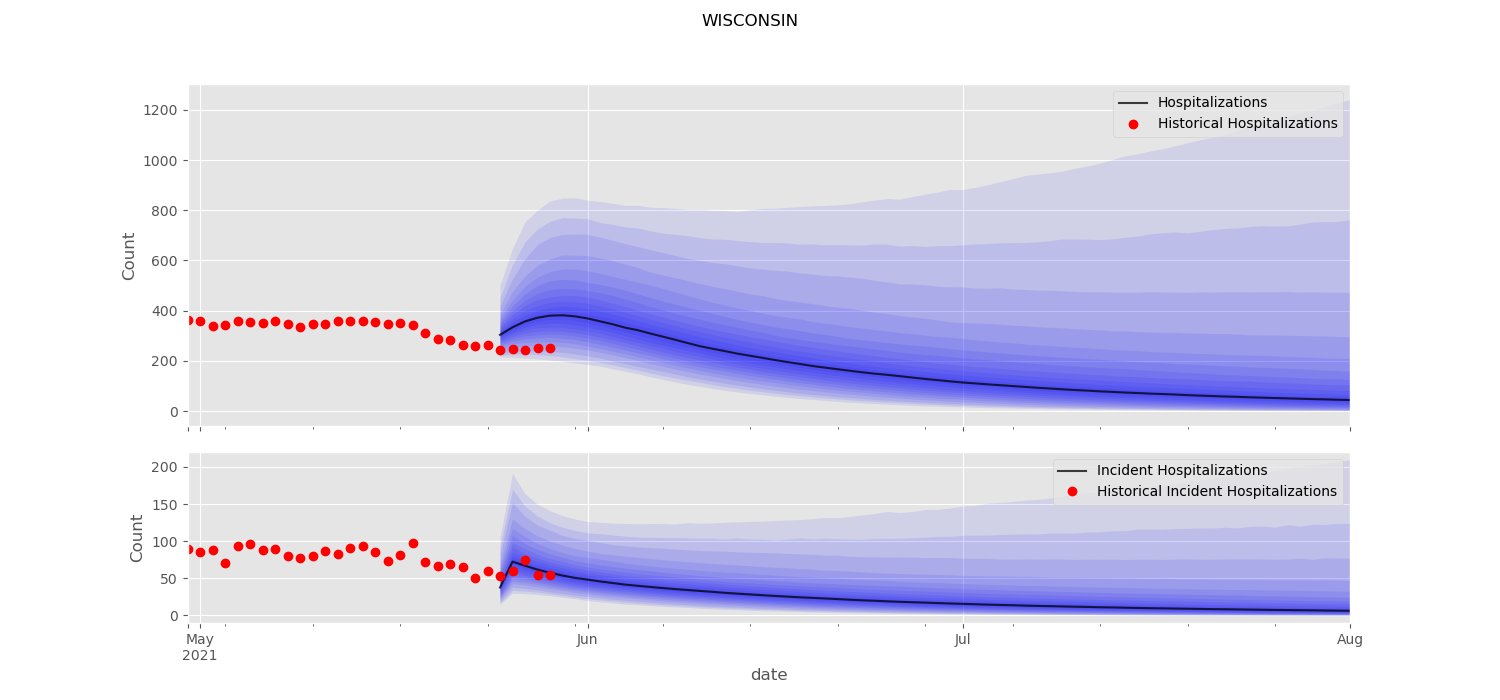 WISCONSIN
1200
1000
800
600
400
200
0
Count
Hospitalizations
Historical Hospitalizations
200
150
100
50
0
Count
Incident Hospitalizations
Historical Incident Hospitalizations
May
2021
Jun
Jul
Aug
date